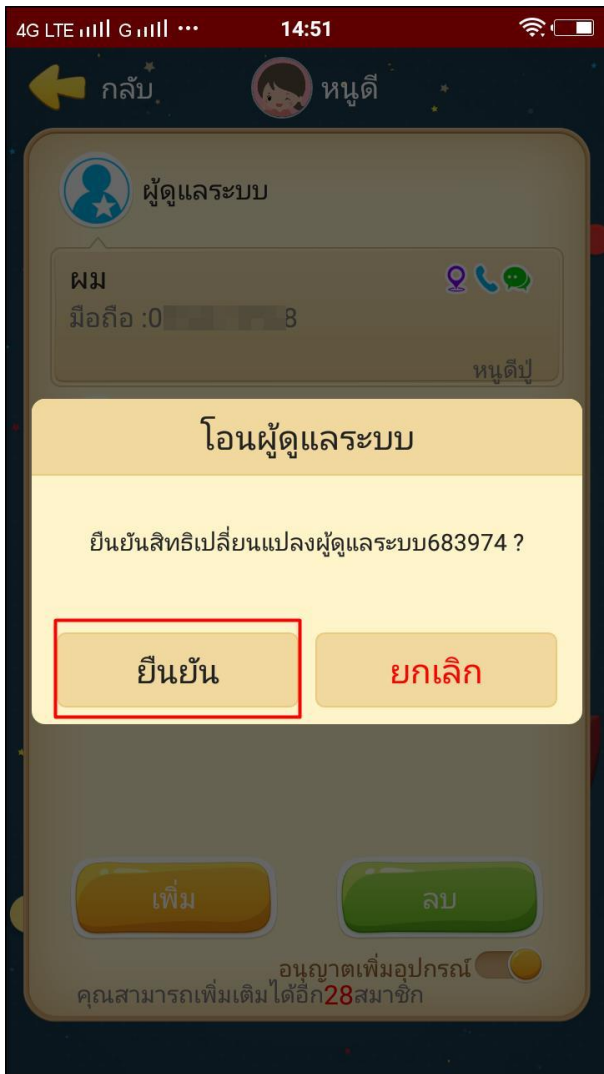 4G LTE G ··· 14:51
กลับ หนูดี
ผู้ดูแลระบบ
ผม
มือถือ :0 8
หนูดีปู่
โอนผู้ดูแลระบบ
ยืนยันสิทธิเปลี่ยนแปลงผู้ดูแลระบบ683974 ?
ยืนยัน ยกเลิก
เพิ่ม ลบ
อนุญาตเพิ่มอุปกรณ์
คุณสามารถเพิ่มเติมได้อีก28สมาชิก